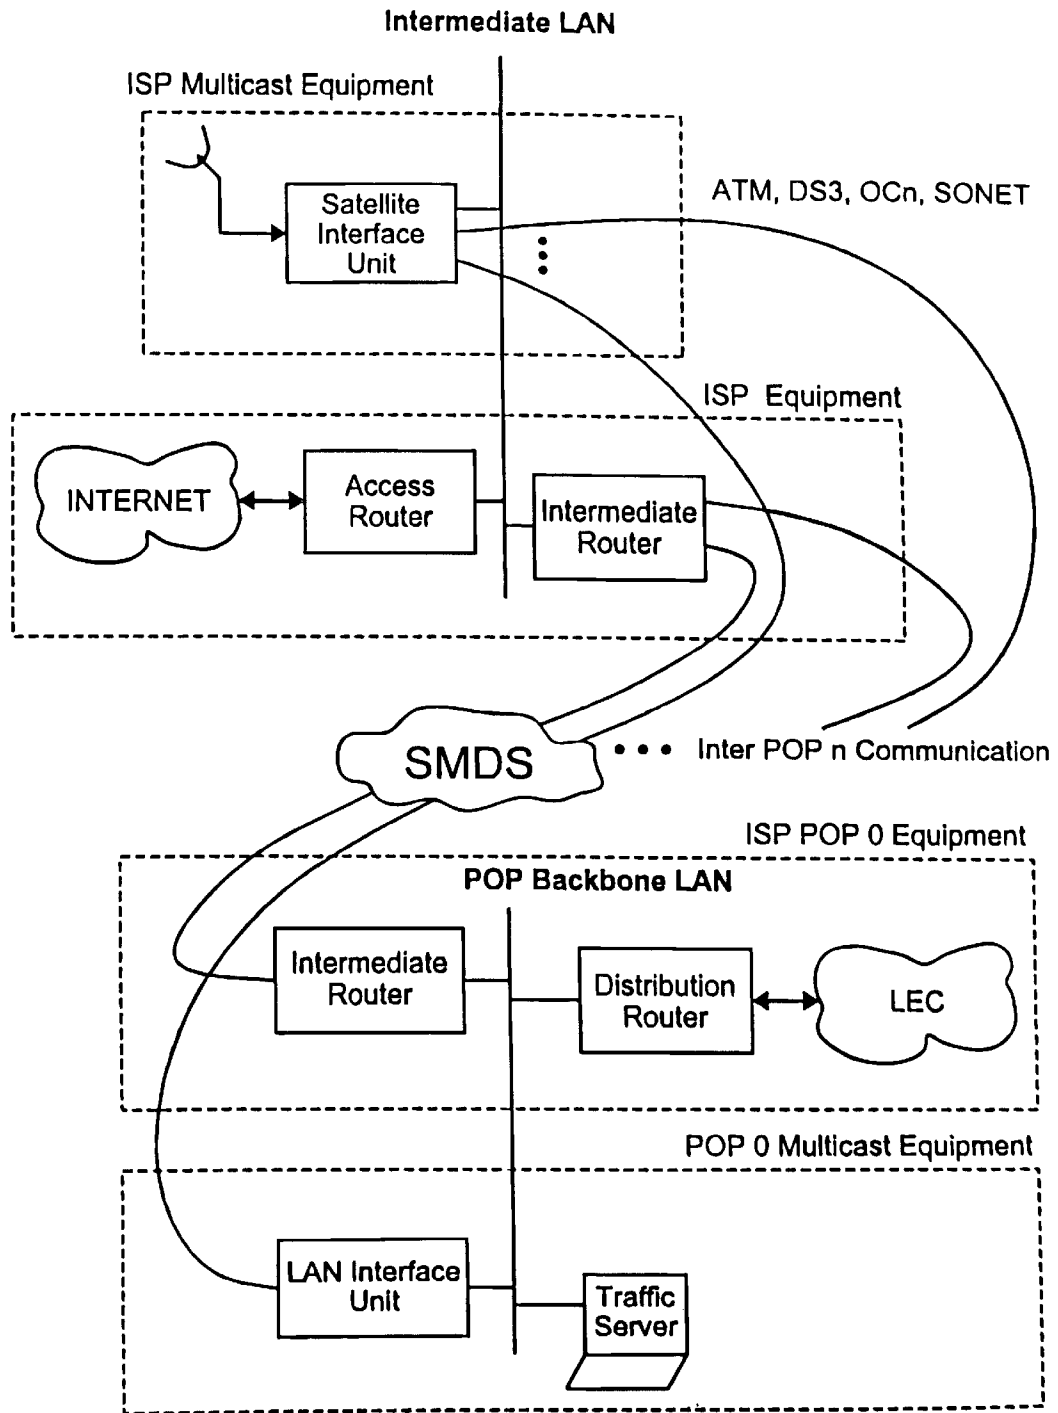 Intermediate LAN
ISP Multicast Equipment
Satellite
Interface
Unit
ATM, DS3, OCn, SONET
ISP Equipment
INTERNET
Access
Router
Intermediate
Router
SMDS
Inter POP n Communication
ISP POP 0 Equipment
POP Backbone LAN
Intermediate
Router
Distribution
Router
LEC
POP 0 Multicast Equipment
LAN Interface
Unit
Traffic
Server